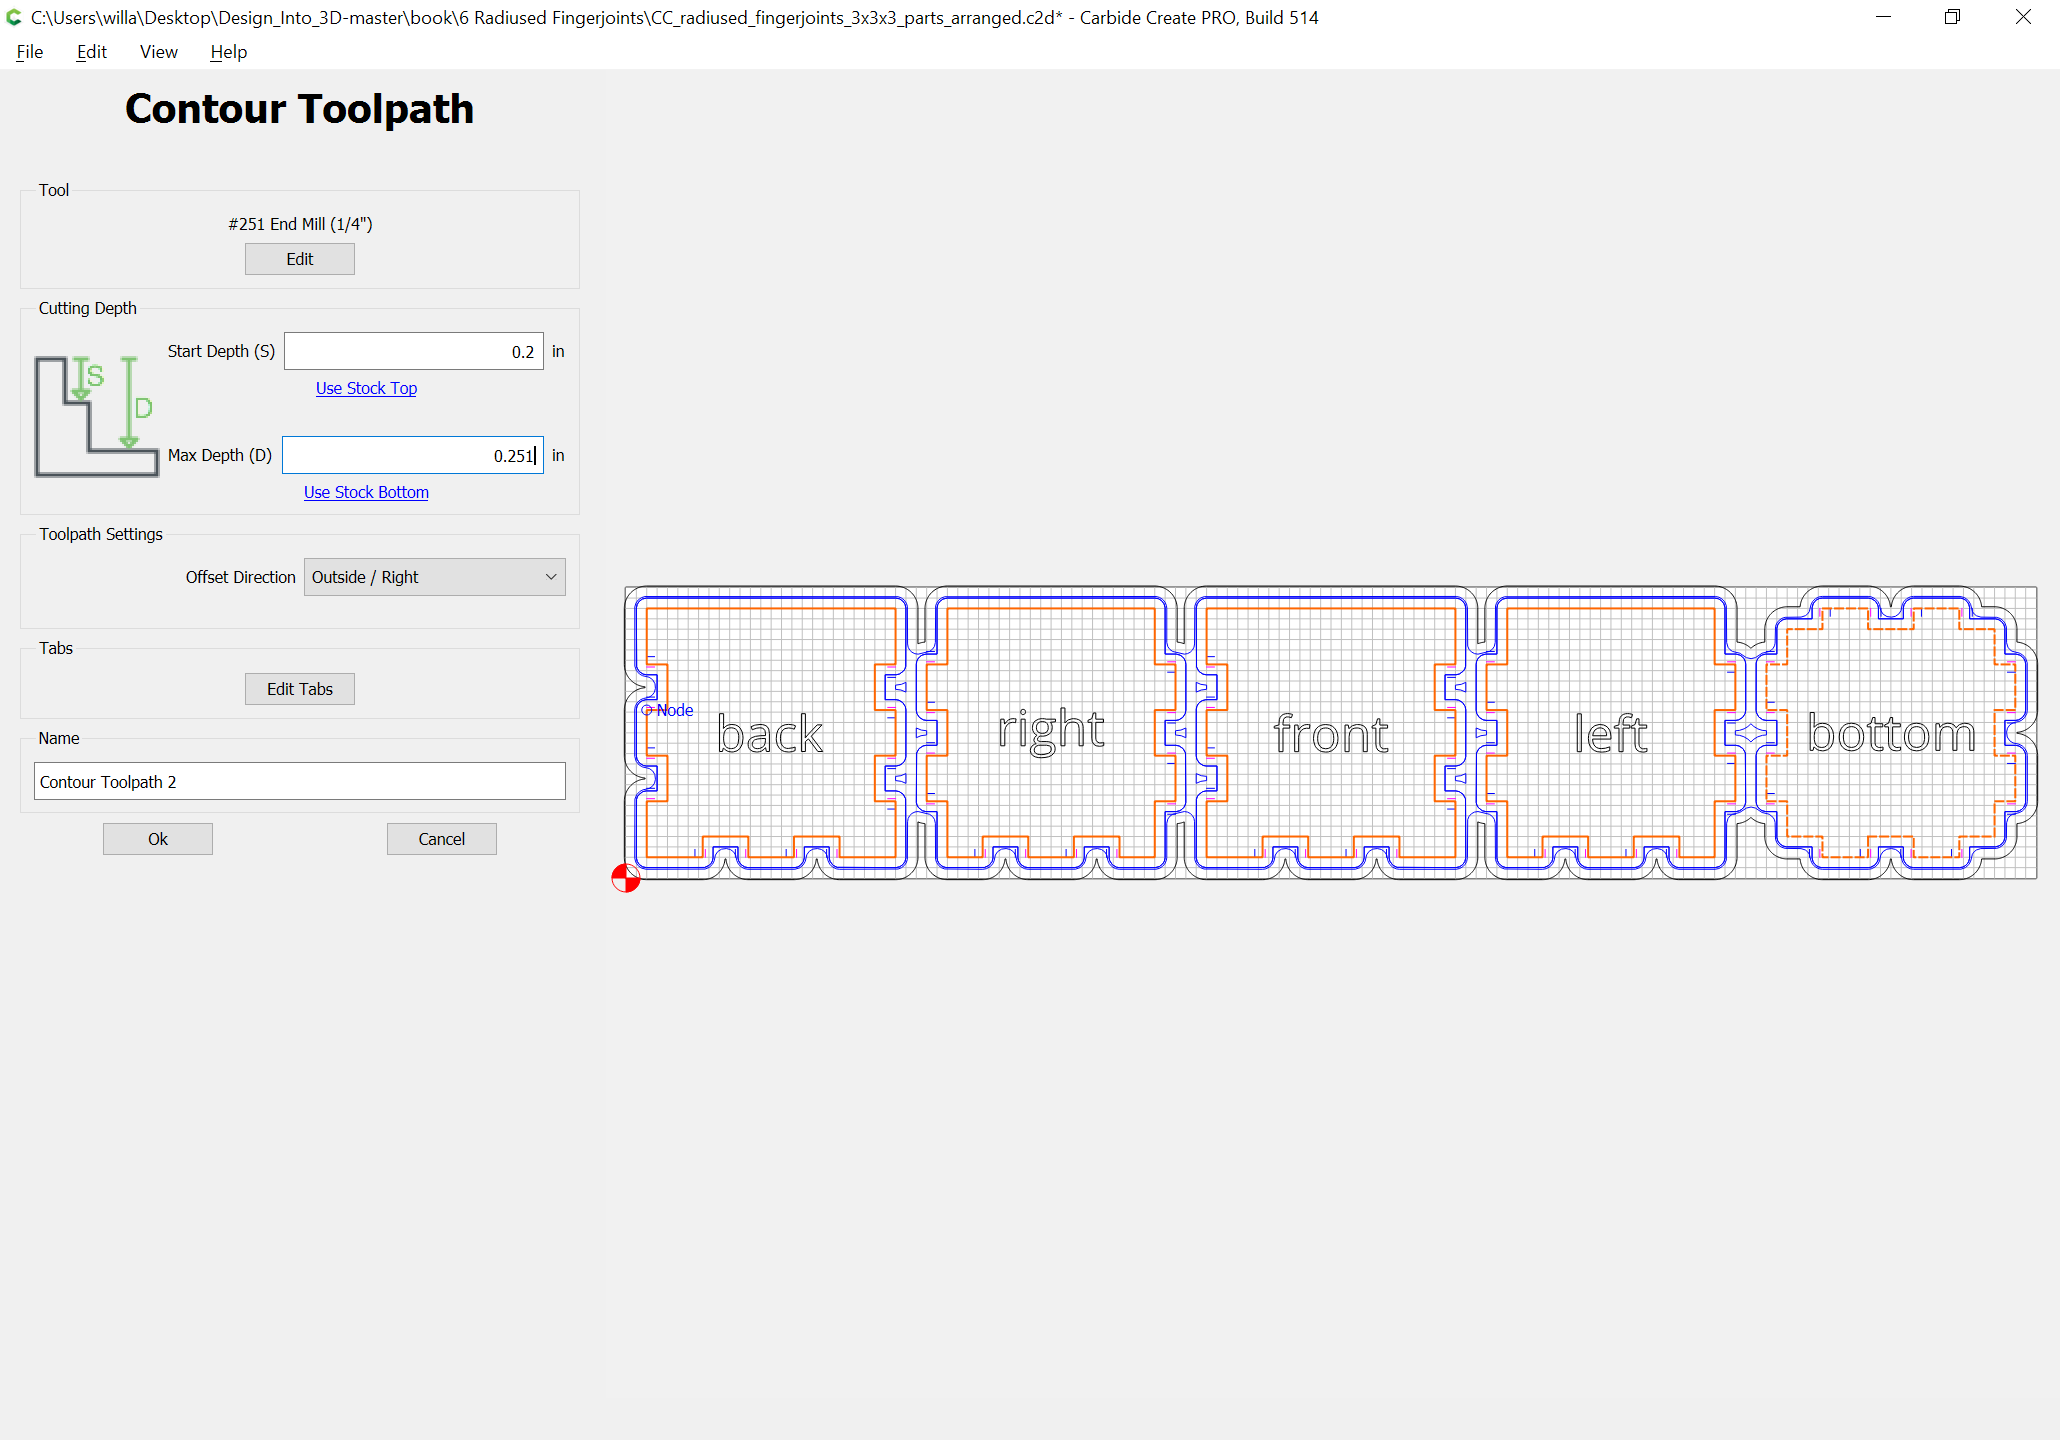 C:\Users\willa\Desktop\Design_Into_3D-master\book\6 Radiused Fingerjoints\CC_radiused_fingerjoints_3x3x3_parts_arranged.c2d* - Carbide Create PRO, Build 514
File Edit View Help
Contour Toolpath
Tool
#251 End Mill (1/4")
Edit
Cutting Depth
S
D
Start Depth (S) 0.2 in
Use Stock Top
Max Depth (D) 0.251 in
Use Stock Bottom
Toolpath Settings
Offset Direction Outside / Right
Tabs
Edit Tabs
Name
Contour Toolpath 2
Ok Cancel
Node
back right front left bottom